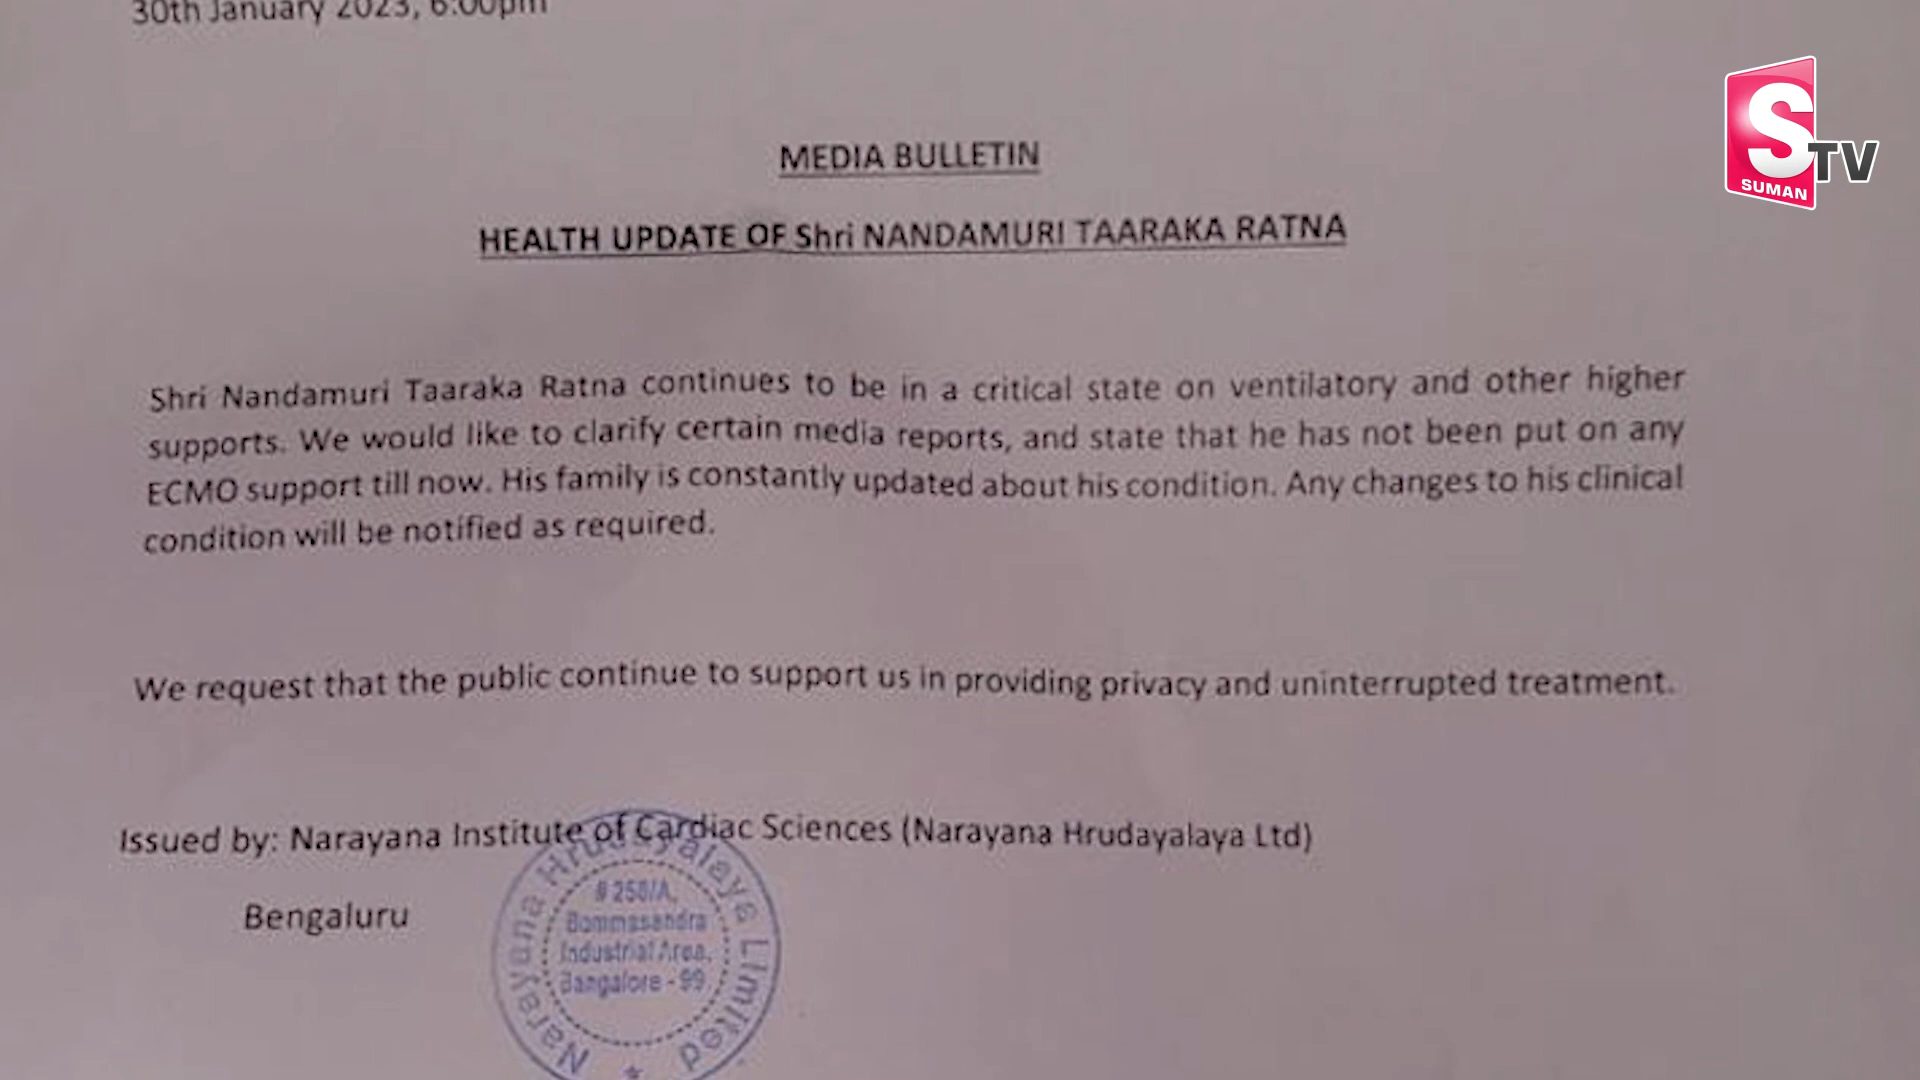 30th January 2023, 6:00pm
S
TV
SUMAN
MEDIA BULLETIN
HEALTH UPDATE OF Shri NANDAMURI TAARAKA RATNA
Shri Nandamuri Taaraka Ratna continues to be in a critical state on ventilatory and other higher
supports. We would like to clarify certain media reports, and state that he has not been put on any
ECMO support till now. His family is constantly updated about his condition. Any changes to his clinical
condition will be notified as required.
We request that the public continue to support us in providing privacy and uninterrupted treatment.
Issued by: Narayana Institute of Cardiac Sciences (Narayana Hrudayalaya Ltd)
Bengaluru
Narayana Hrudayalaya Limited
# 258/A,
Bommasandra
Industrial Area,
Bangalore - 99